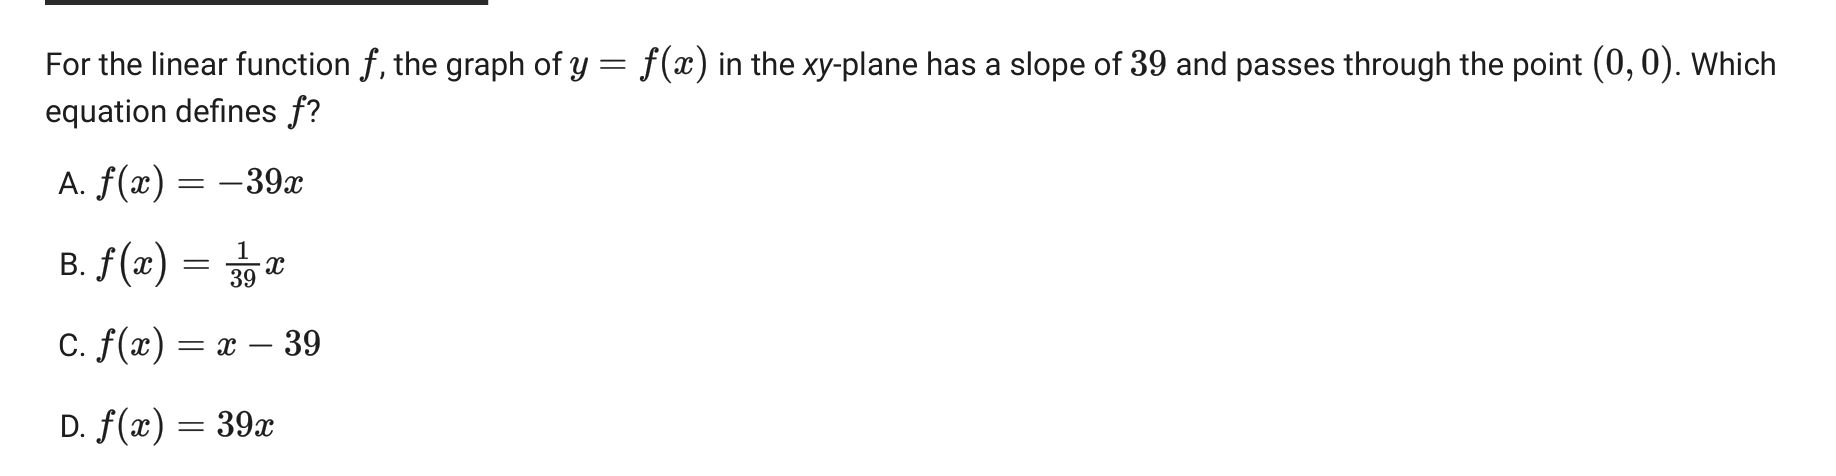 For the linear function f, the graph of y = f(x) in the xy-plane has a slope of 39 and passes through the point (0, 0). Which
equation defines f?
A. f(x) = −39x
B. f(x) = 1/39 x
C. f(x) = x − 39
D. f(x) = 39x